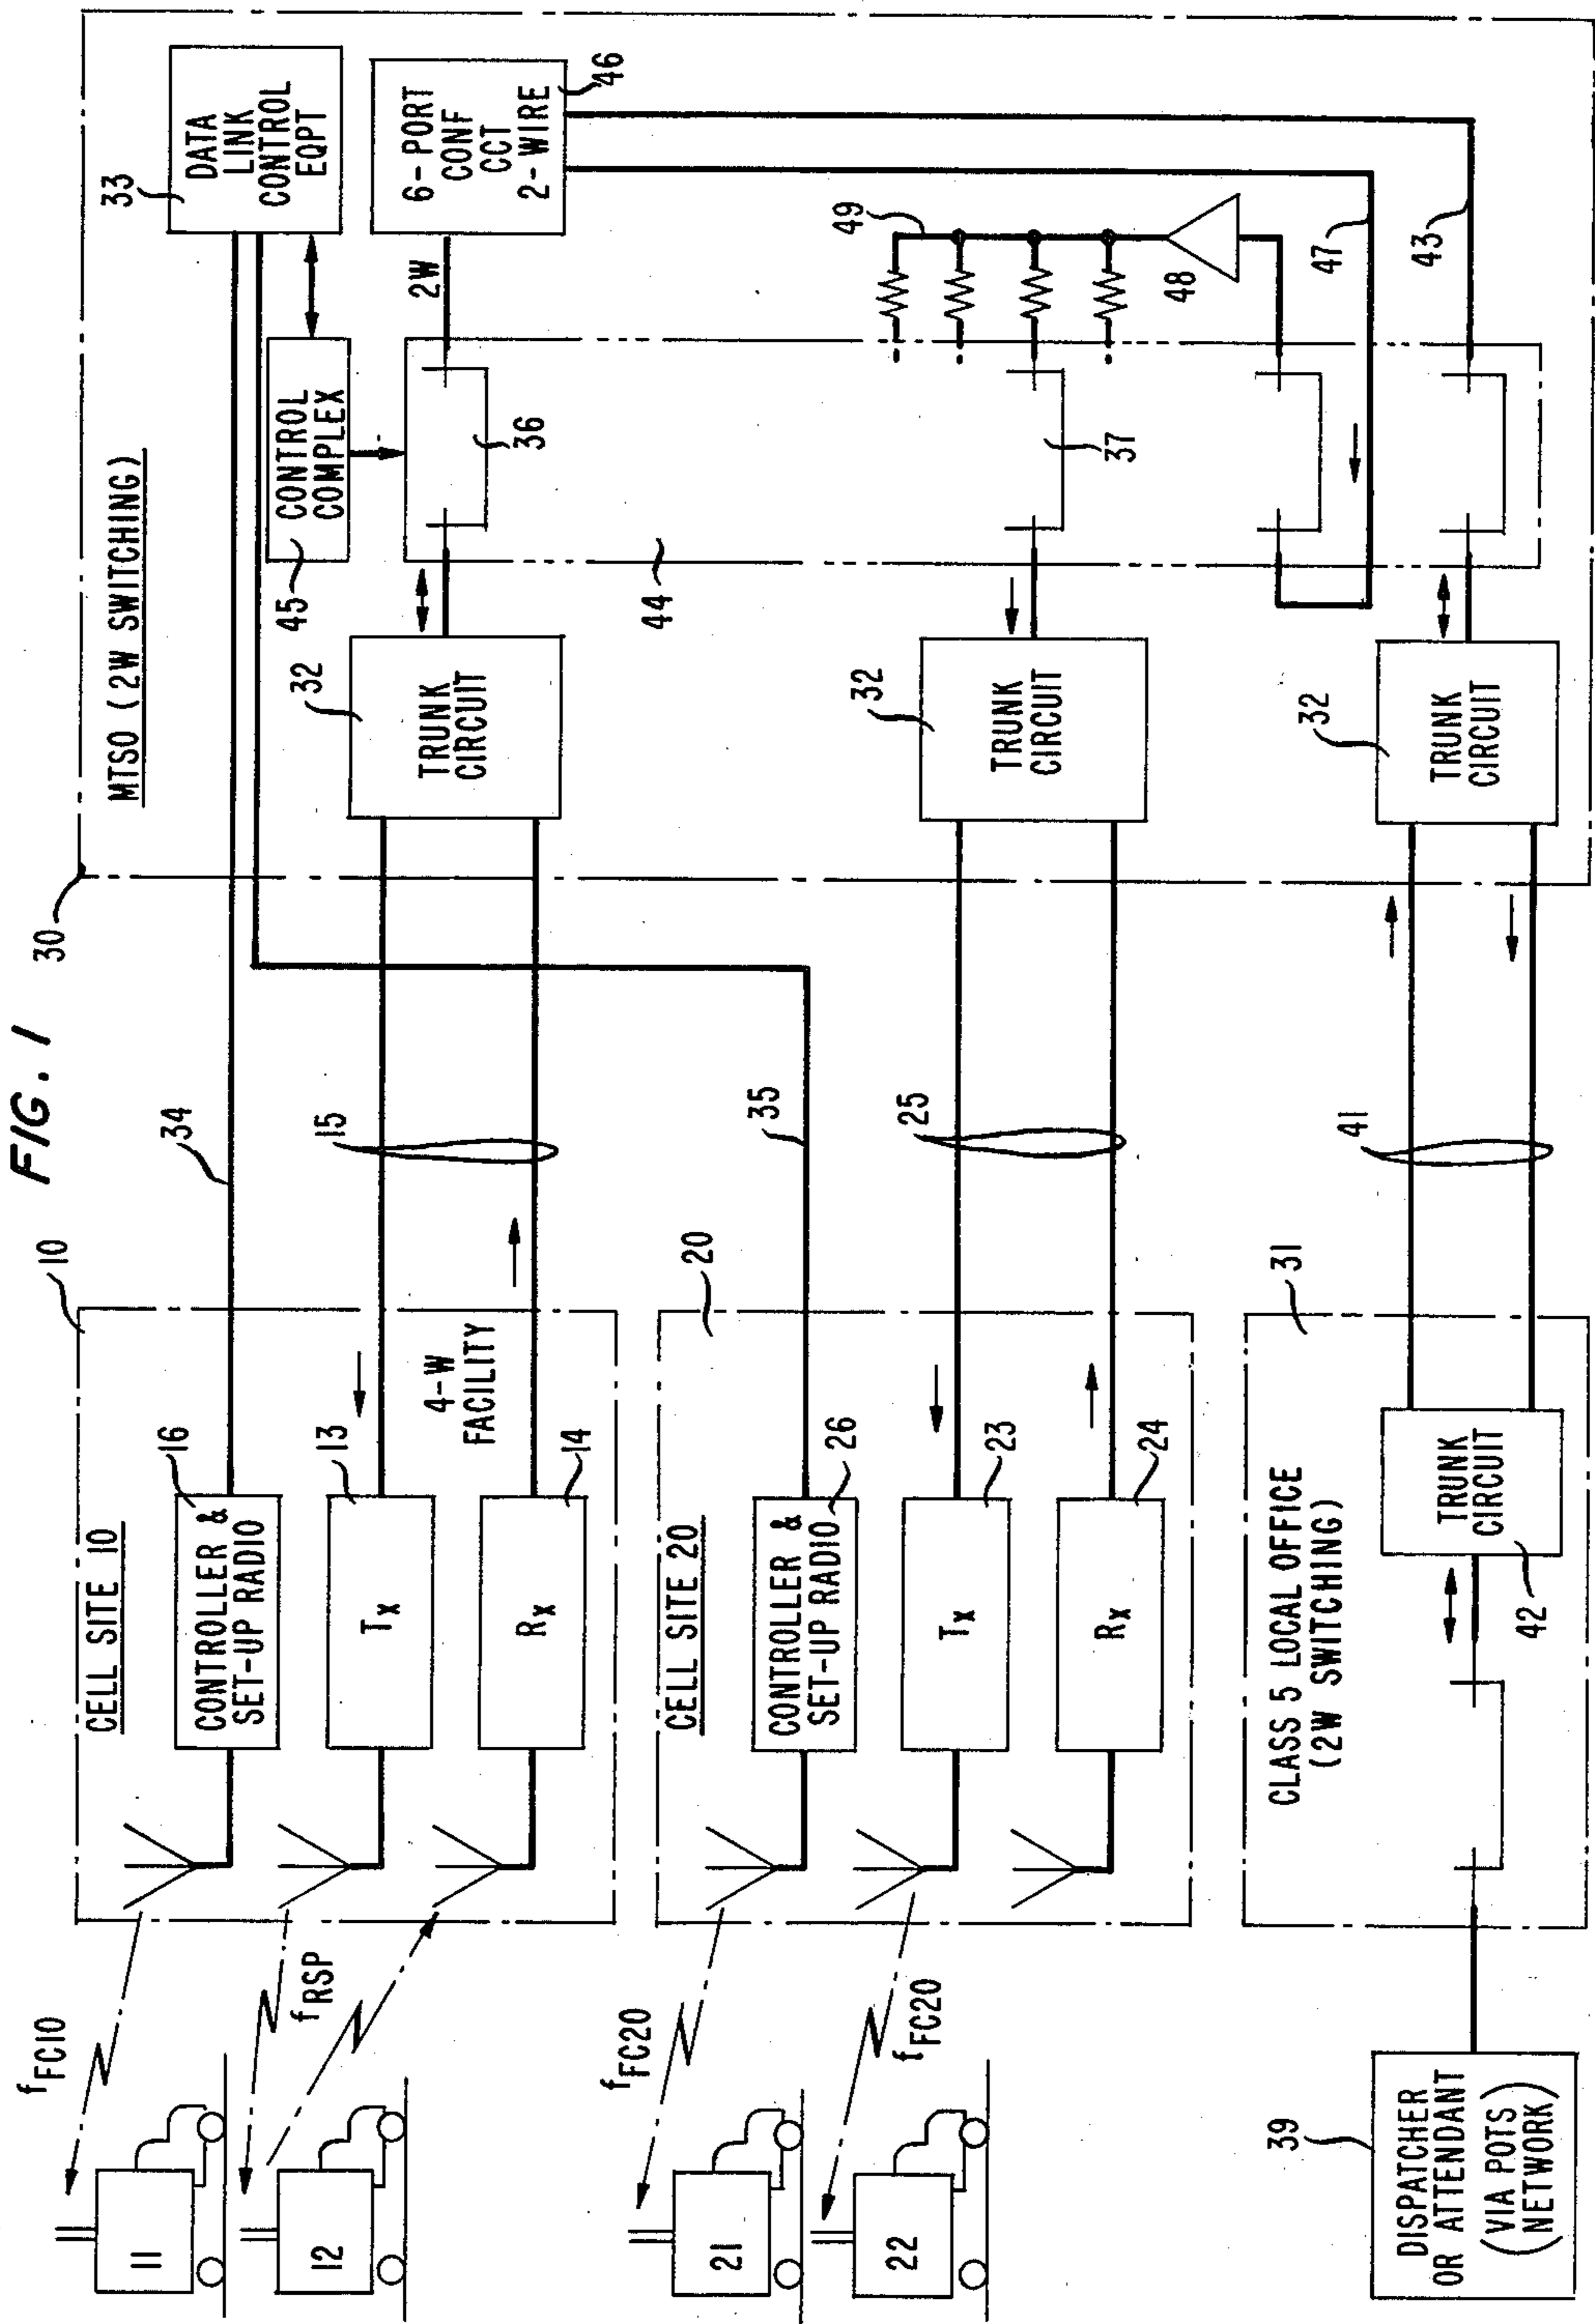 FIG. 1
30
MTSO (2W SWITCHING)
33
DATA
LINK
CONTROL
EQPT
45
CONTROL
COMPLEX
6-PORT
CONF
CCT
2-WIRE
46
2W
36
44
32
TRUNK
CIRCUIT
49
48
37
47
43
32
TRUNK
CIRCUIT
32
TRUNK
CIRCUIT
34
15
35
25
41
10
CELL SITE 10
16
CONTROLLER &
SET-UP RADIO
13
Tx
4-W
FACILITY
14
Rx
20
CELL SITE 20
CONTROLLER &
SET-UP RADIO
26
Tx
23
Rx
24
31
CLASS 5 LOCAL OFFICE
(2W SWITCHING)
TRUNK
CIRCUIT
42
fFC10
11
fRSP
12
fFC20
21
fFC20
22
39
DISPATCHER
OR ATTENDANT
(VIA POTS
NETWORK)